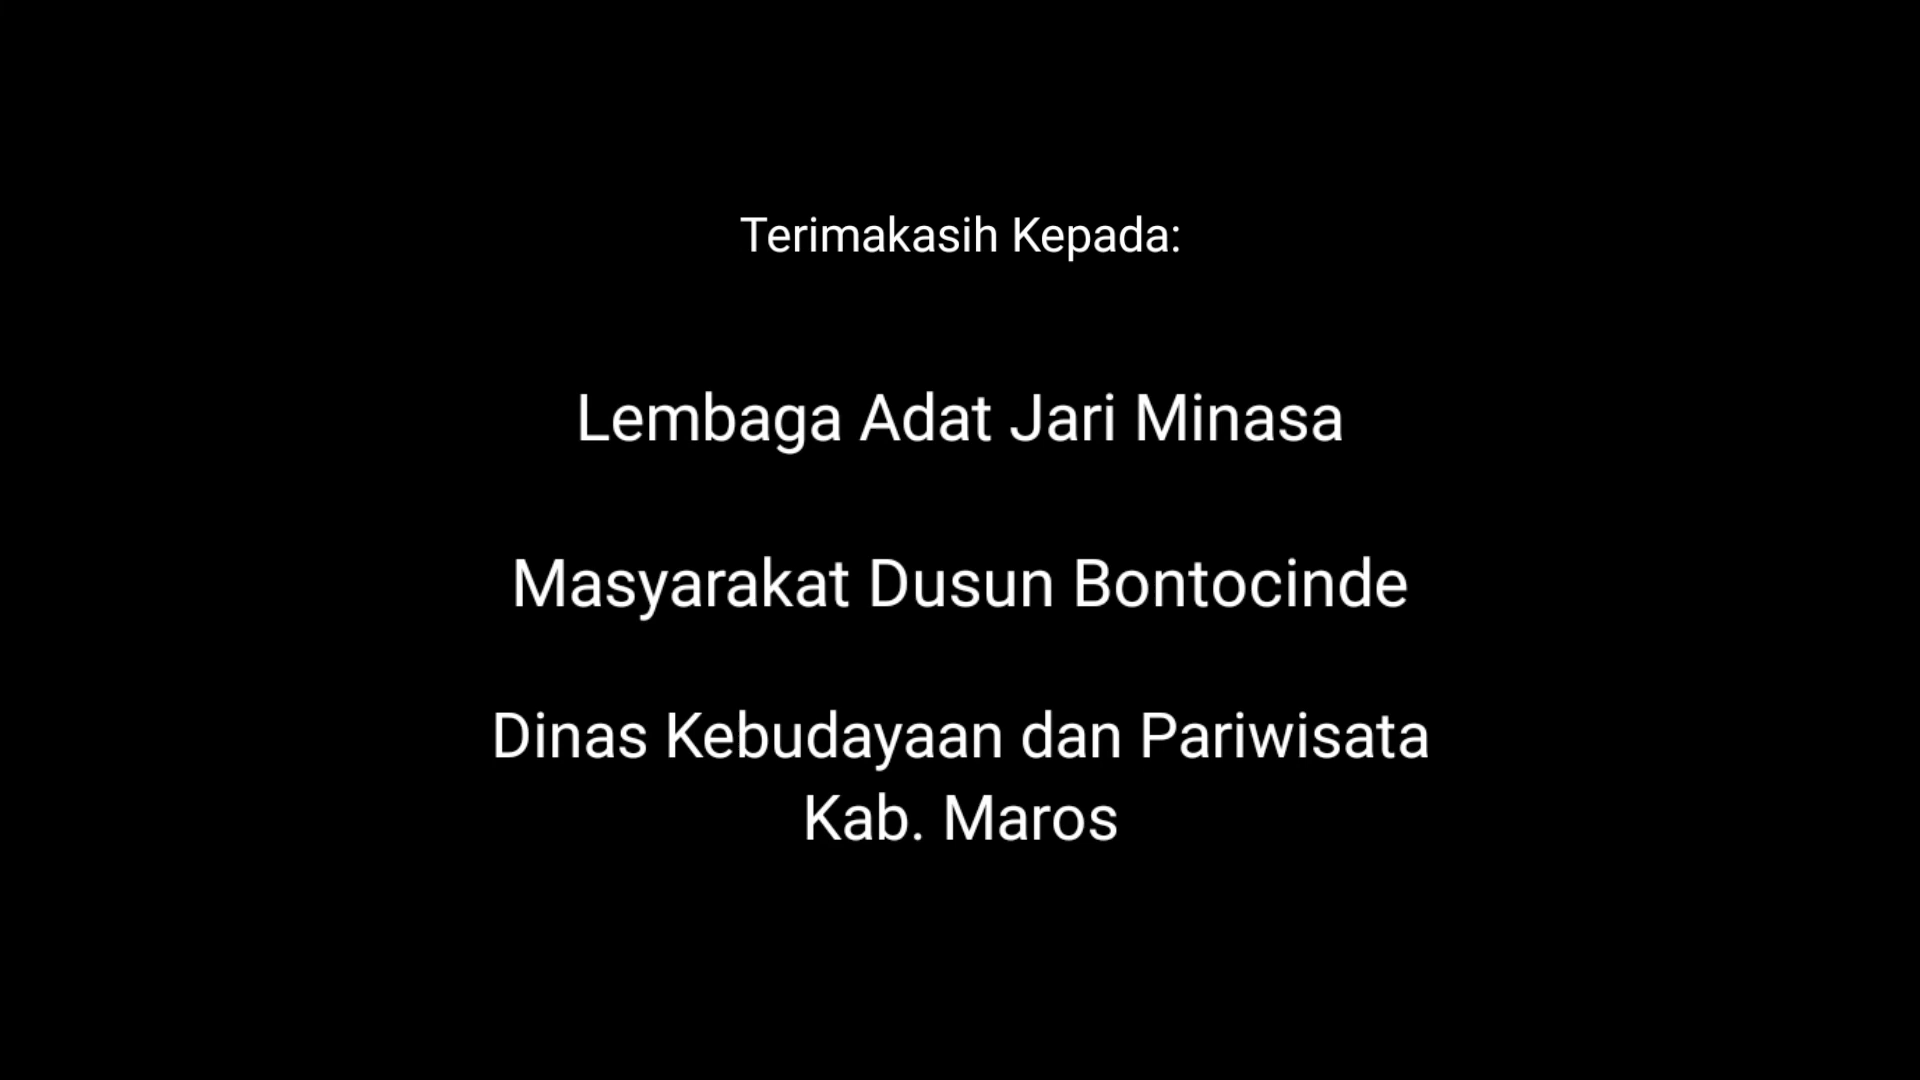 Terimakasih Kepada:
Lembaga Adat Jari Minasa
Masyarakat Dusun Bontocinde
Dinas Kebudayaan dan Pariwisata
Kab. Maros